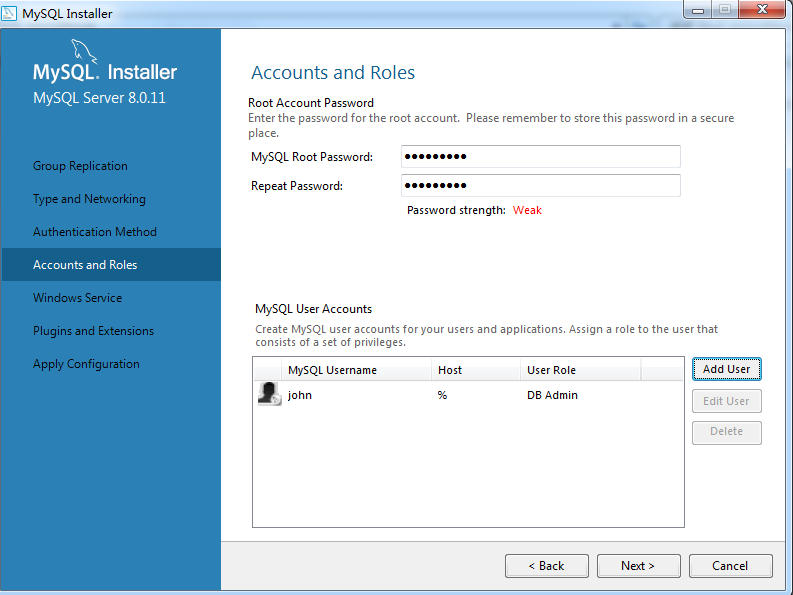 MySQL Installer
MySQL. Installer
MySQL Server 8.0.11
Group Replication
Type and Networking
Authentication Method
Accounts and Roles
Windows Service
Plugins and Extensions
Apply Configuration
Accounts and Roles
Root Account Password
Enter the password for the root account. Please remember to store this password in a secure
place.
MySQL Root Password: ●●●●●●●●●
Repeat Password: ●●●●●●●●●
Password strength: Weak
MySQL User Accounts
Create MySQL user accounts for your users and applications. Assign a role to the user that
consists of a set of privileges.
MySQL Username Host User Role
john % DB Admin
Add User
Edit User
Delete
< Back Next > Cancel